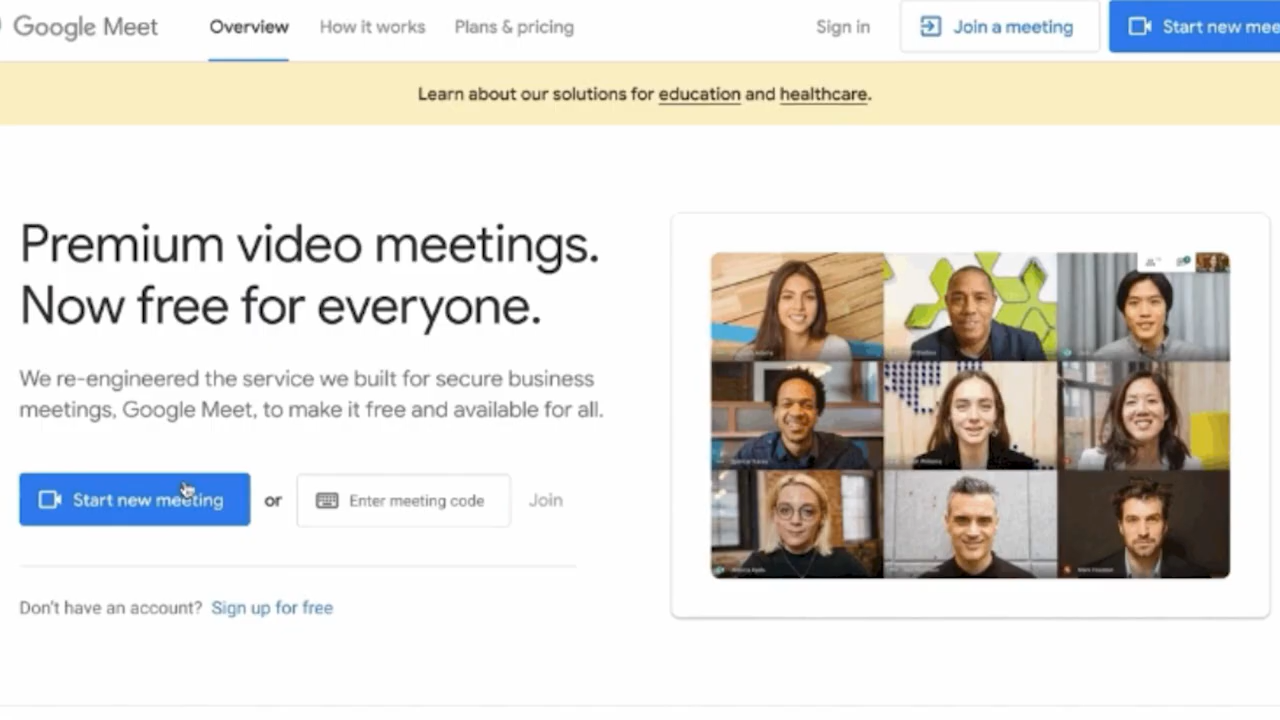 Google Meet
Overview
How it works
Plans & pricing
Sign in
Join a meeting
Start new mee
Learn about our solutions for education and healthcare.
Premium video meetings.
Now free for everyone.
We re-engineered the service we built for secure business
meetings, Google Meet, to make it free and available for all.
Start new meeting
or
Enter meeting code
Join
Don't have an account? Sign up for free